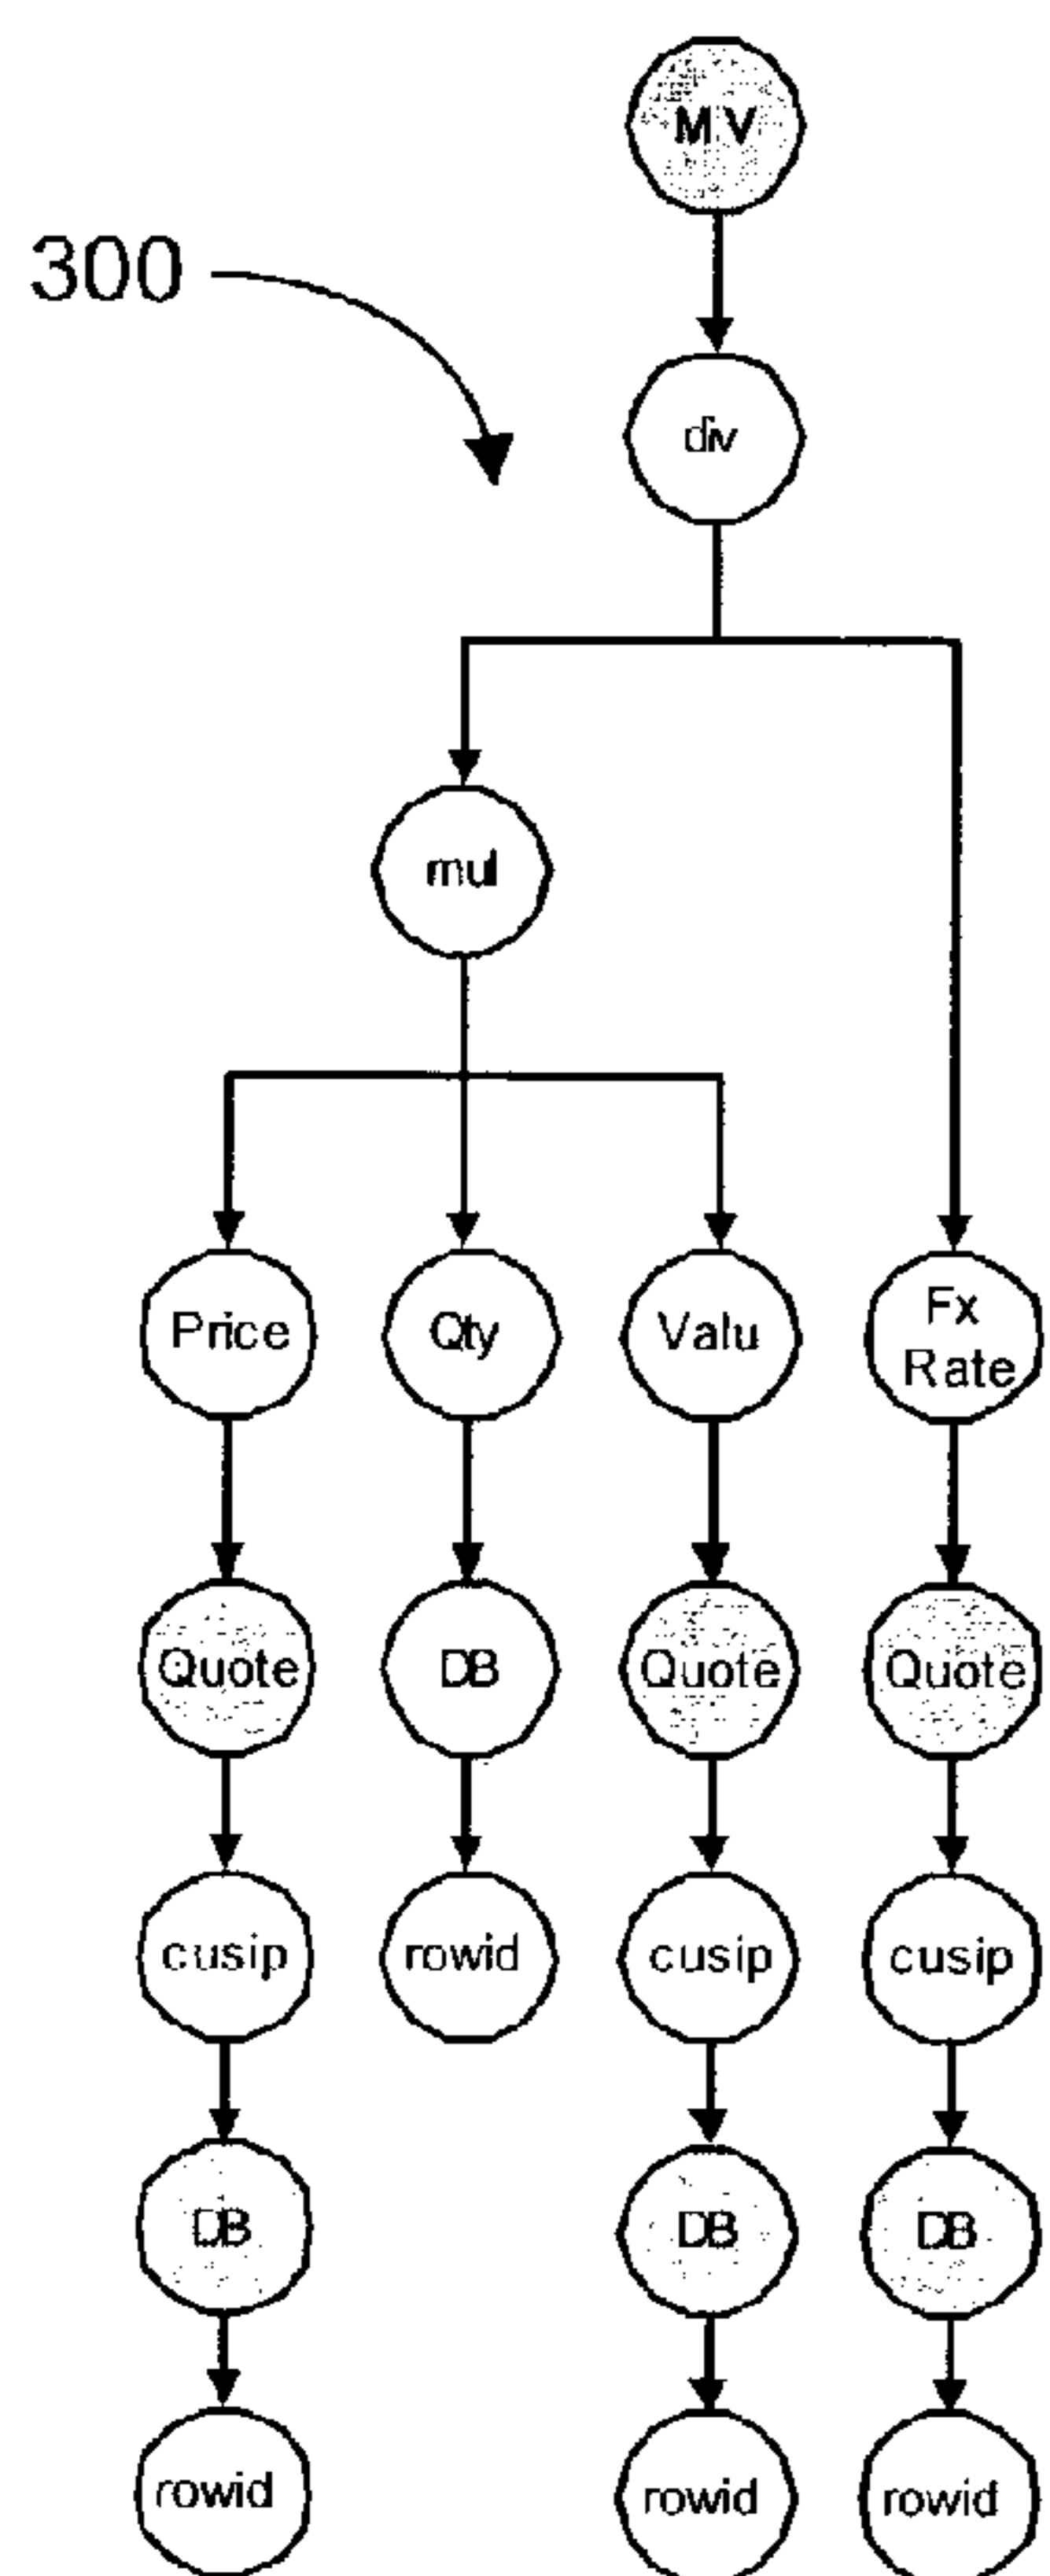 MV
300
div
mul
Price
Qty
Valu
Fx
Rate
Quote
DB
Quote
Quote
cusip
rowid
cusip
cusip
DB
DB
DB
rowid
rowid
rowid